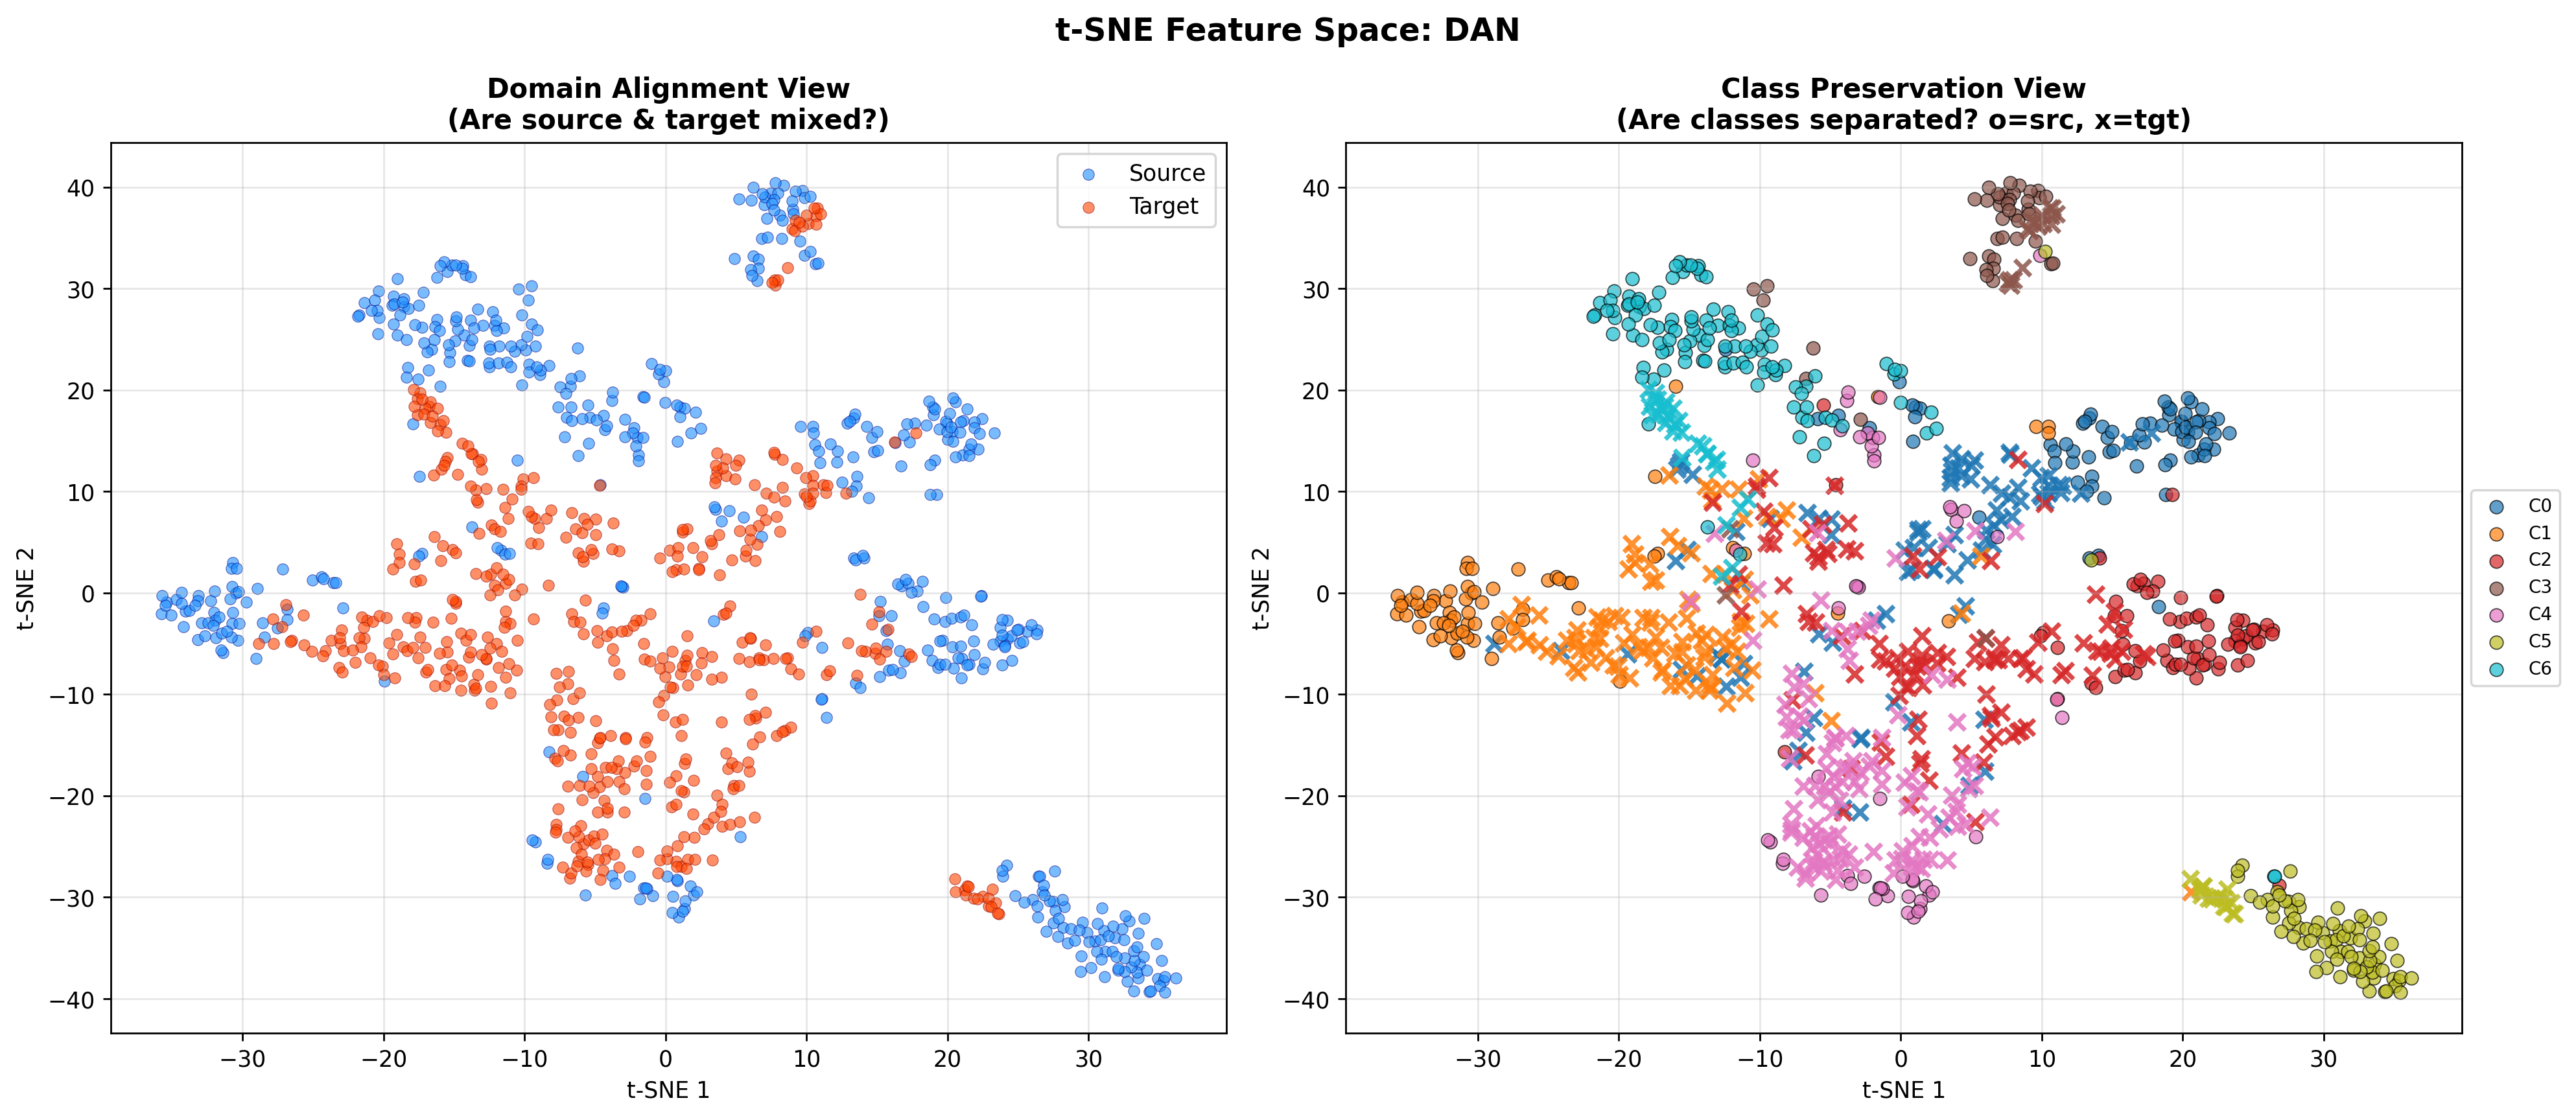 t-SNE Feature Space: DAN
Domain Alignment View
(Are source & target mixed?)
Source
Target
40
30
20
10
0
−10
−20
−30
−40
t-SNE 2
−30
−20
−10
0
10
20
30
t-SNE 1
Class Preservation View
(Are classes separated? o=src, x=tgt)
40
30
20
10
0
−10
−20
−30
−40
t-SNE 2
−30
−20
−10
0
10
20
30
t-SNE 1
C0
C1
C2
C3
C4
C5
C6